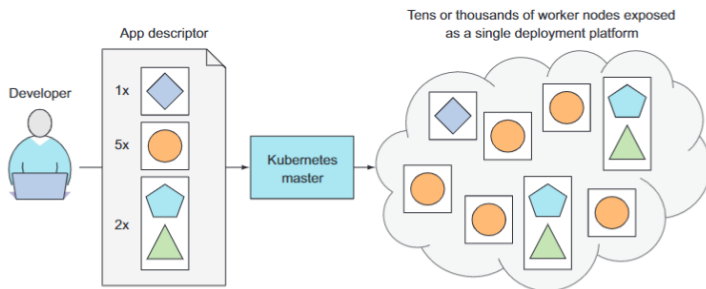 Tens or thousands of worker nodes exposed
as a single deployment platform
App descriptor
Developer
1x
5x
Kubernetes
master
2x